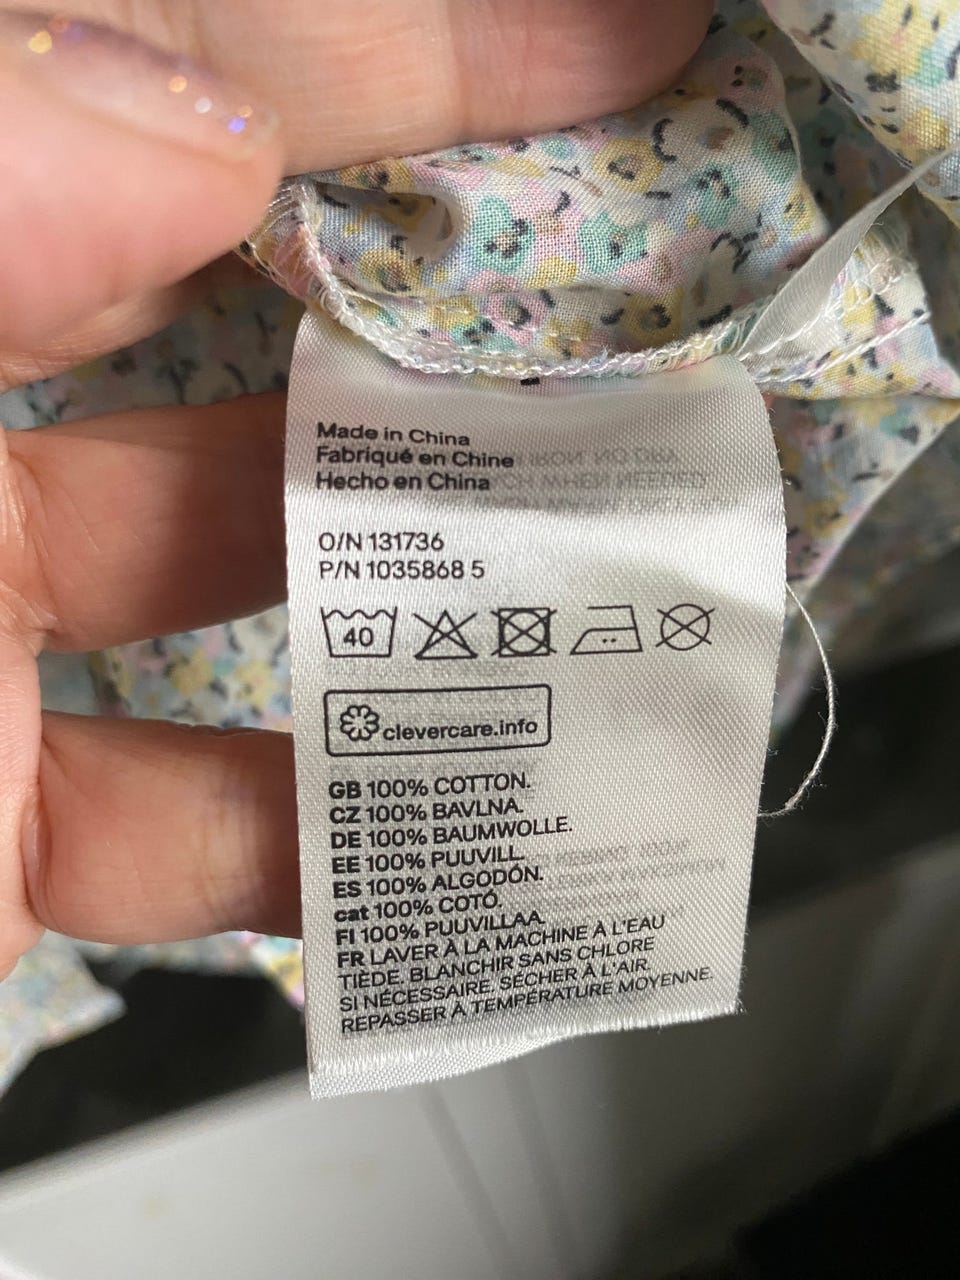 Made in China
Fabriqué en Chine
Hecho en China
O/N 131736
P/N 1035868 5
40
clevercare.info
GB 100% COTTON.
CZ 100% BAVLNA.
DE 100% BAUMWOLLE.
EE 100% PUUVILL.
ES 100% ALGODÓN.
cat 100% COTÓ.
FI 100% PUUVILLAA.
FR LAVER À LA MACHINE À L'EAU
TIÈDE. BLANCHIR SANS CHLORE
SI NÉCESSAIRE. SÉCHER À L'AIR.
REPASSER À TEMPÉRATURE MOYENNE.